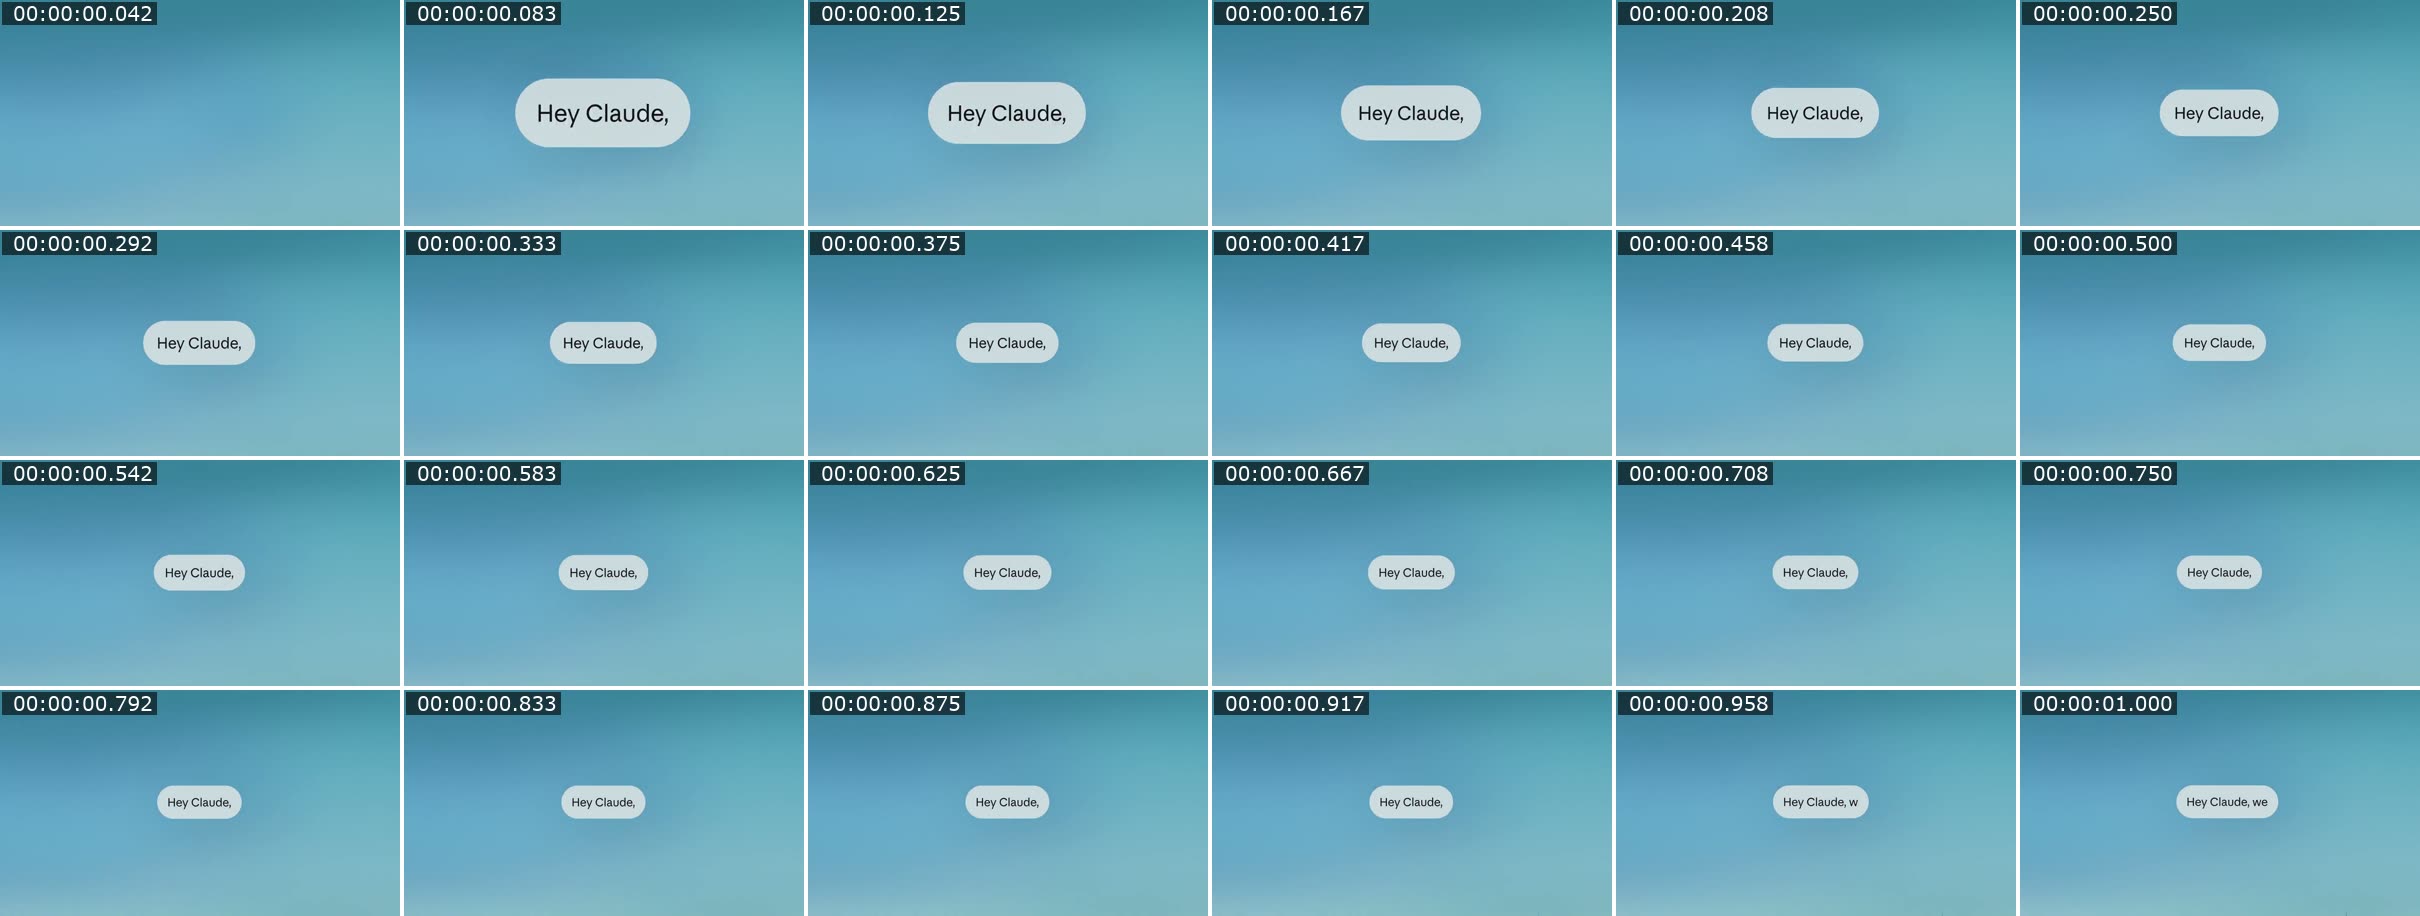 00:00:00.042
00:00:00.083
00:00:00.125
00:00:00.167
00:00:00.208
00:00:00.250
Hey Claude,
Hey Claude,
Hey Claude,
Hey Claude,
Hey Claude,
00:00:00.292
00:00:00.333
00:00:00.375
00:00:00.417
00:00:00.458
00:00:00.500
Hey Claude,
Hey Claude,
Hey Claude,
Hey Claude,
Hey Claude,
Hey Claude,
00:00:00.542
00:00:00.583
00:00:00.625
00:00:00.667
00:00:00.708
00:00:00.750
Hey Claude,
Hey Claude,
Hey Claude,
Hey Claude,
Hey Claude,
Hey Claude,
00:00:00.792
00:00:00.833
00:00:00.875
00:00:00.917
00:00:00.958
00:00:01.000
Hey Claude,
Hey Claude,
Hey Claude,
Hey Claude,
Hey Claude, w
Hey Claude, we